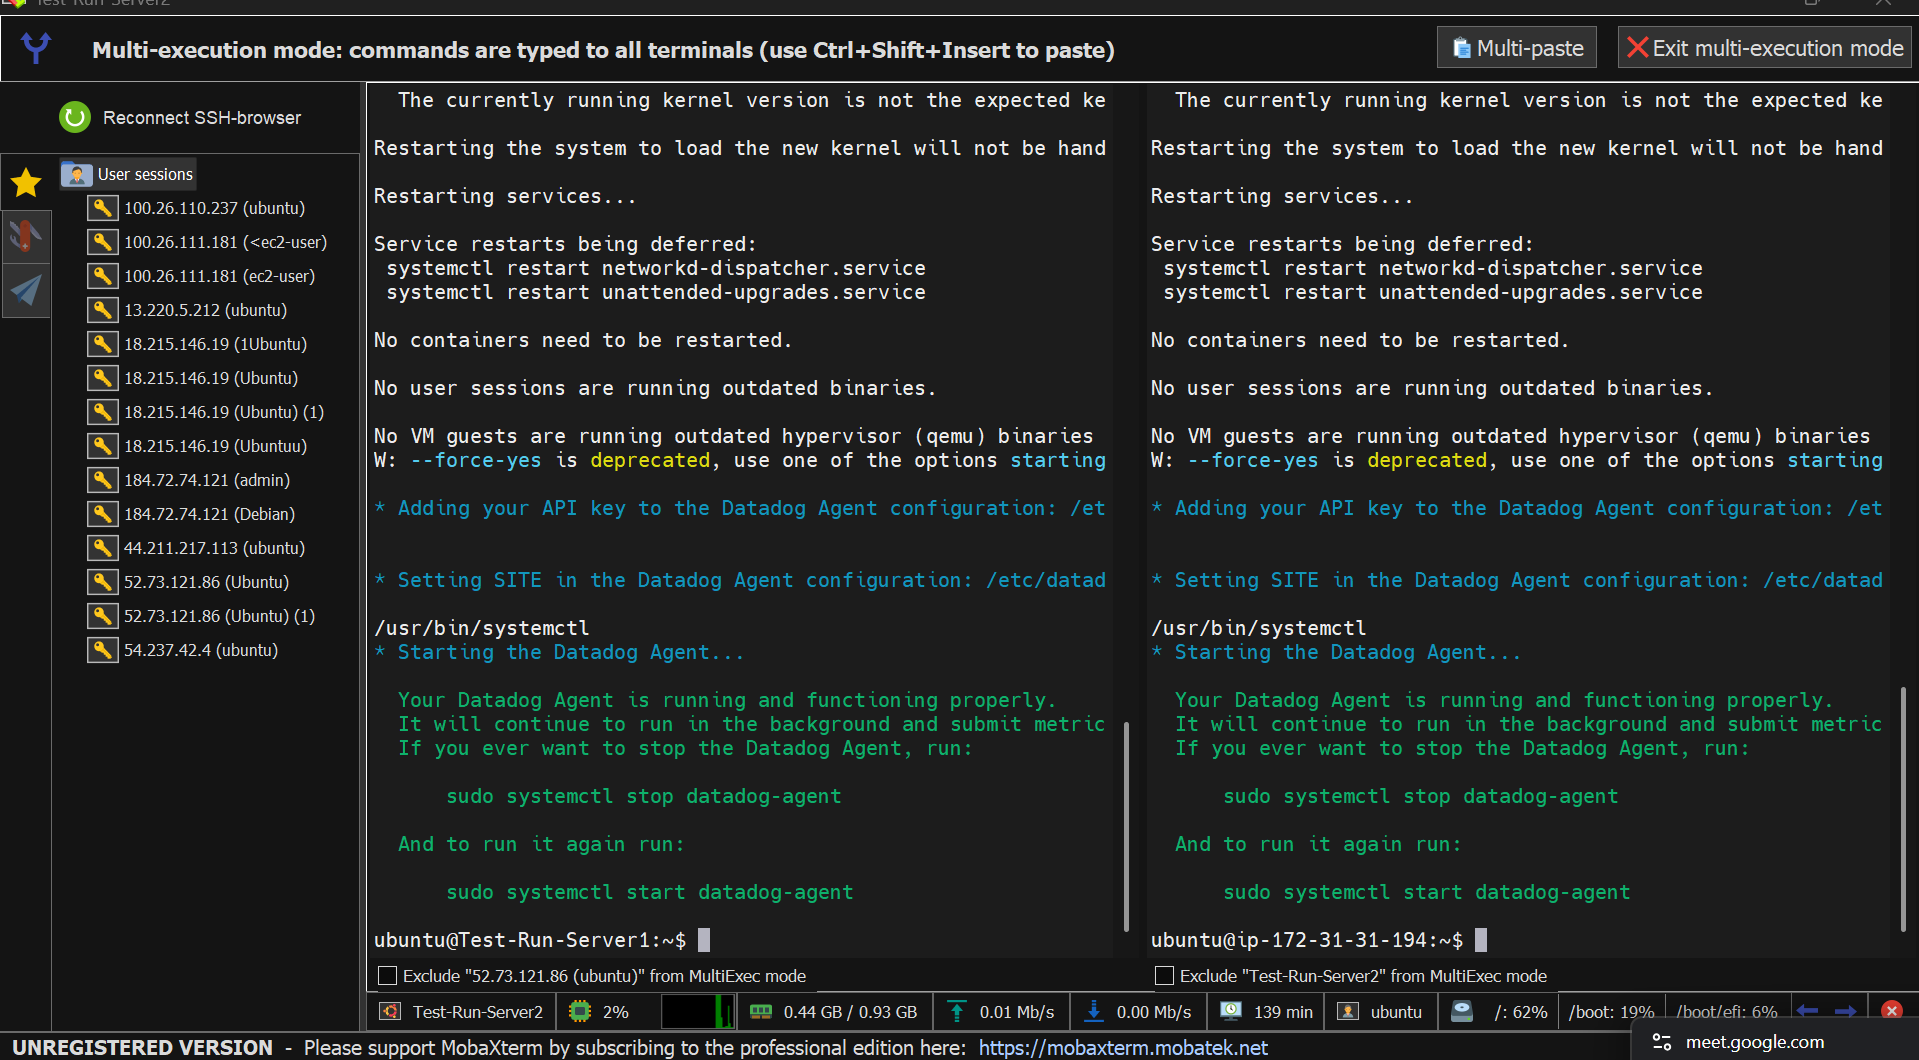 Test-Run-Server2
Multi-execution mode: commands are typed to all terminals (use Ctrl+Shift+Insert to paste)
Multi-paste
Exit multi-execution mode
Reconnect SSH-browser
User sessions
100.26.110.237 (ubuntu)
100.26.111.181 (<ec2-user)
100.26.111.181 (ec2-user)
13.220.5.212 (ubuntu)
18.215.146.19 (1Ubuntu)
18.215.146.19 (Ubuntu)
18.215.146.19 (Ubuntu) (1)
18.215.146.19 (Ubuntuu)
184.72.74.121 (admin)
184.72.74.121 (Debian)
44.211.217.113 (ubuntu)
52.73.121.86 (Ubuntu)
52.73.121.86 (Ubuntu) (1)
54.237.42.4 (ubuntu)
The currently running kernel version is not the expected ke
Restarting the system to load the new kernel will not be hand
Restarting services...
Service restarts being deferred:
systemctl restart networkd-dispatcher.service
systemctl restart unattended-upgrades.service
No containers need to be restarted.
No user sessions are running outdated binaries.
No VM guests are running outdated hypervisor (qemu) binaries
W: --force-yes is deprecated, use one of the options starting
* Adding your API key to the Datadog Agent configuration: /et
* Setting SITE in the Datadog Agent configuration: /etc/datad
/usr/bin/systemctl
* Starting the Datadog Agent...
Your Datadog Agent is running and functioning properly.
It will continue to run in the background and submit metric
If you ever want to stop the Datadog Agent, run:
sudo systemctl stop datadog-agent
And to run it again run:
sudo systemctl start datadog-agent
ubuntu@Test-Run-Server1:~$
Exclude "52.73.121.86 (ubuntu)" from MultiExec mode
The currently running kernel version is not the expected ke
Restarting the system to load the new kernel will not be hand
Restarting services...
Service restarts being deferred:
systemctl restart networkd-dispatcher.service
systemctl restart unattended-upgrades.service
No containers need to be restarted.
No user sessions are running outdated binaries.
No VM guests are running outdated hypervisor (qemu) binaries
W: --force-yes is deprecated, use one of the options starting
* Adding your API key to the Datadog Agent configuration: /et
* Setting SITE in the Datadog Agent configuration: /etc/datad
/usr/bin/systemctl
* Starting the Datadog Agent...
Your Datadog Agent is running and functioning properly.
It will continue to run in the background and submit metric
If you ever want to stop the Datadog Agent, run:
sudo systemctl stop datadog-agent
And to run it again run:
sudo systemctl start datadog-agent
ubuntu@ip-172-31-31-194:~$
Exclude "Test-Run-Server2" from MultiExec mode
Test-Run-Server2
2%
0.44 GB / 0.93 GB
0.01 Mb/s
0.00 Mb/s
139 min
ubuntu
/: 62%
/boot: 19%
/boot/efi: 6%
UNREGISTERED VERSION - Please support MobaXterm by subscribing to the professional edition here: https://mobaxterm.mobatek.net
meet.google.com